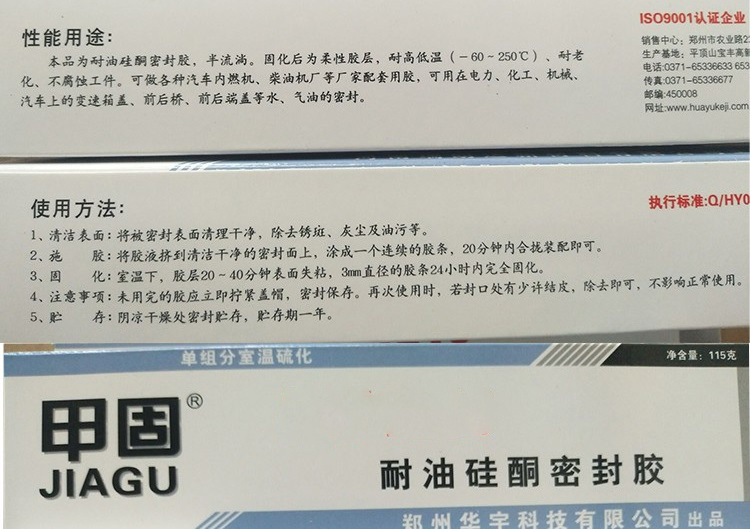 性能用途:
本品为耐油硅酮密封胶，半流淌。固化后为柔性胶层，耐高低温（－60～250℃）、耐老
化、不腐蚀工件。可做各种汽车内燃机、柴油机厂等厂家配套用胶，可用在电力、化工、机械、
汽车上的变速箱盖、前后桥、前后端盖等水、气油的密封。
ISO9001认证企业
销售中心：郑州市农业路2
生产基地：平顶山宝丰高新
电话:0371-65336633 653
传真:0371-65336677
邮编:450008
网址:www.huayukeji.com
使用方法:
执行标准:Q/HY0
1、清洁表面：将被密封表面清理干净，除去锈斑、灰尘及油污等。
2、施 胶：将胶液挤到清洁干净的密封面上，涂成一个连续的胶条，20分钟内合拢装配即可。
3、固 化：室温下，胶层20～40分钟表面失粘，3mm直径的胶条24小时内完全固化。
4、注意事项：未用完的胶应立即拧紧盖帽，密封保存。再次使用时，若封口处有少许结皮，除去即可，不影响正常使用。
5、贮 存：阴凉干燥处密封贮存，贮存期一年。
单组分室温硫化
净含量：115克
甲固®
JIAGU
耐油硅酮密封胶
郑州华宇科技有限公司出品